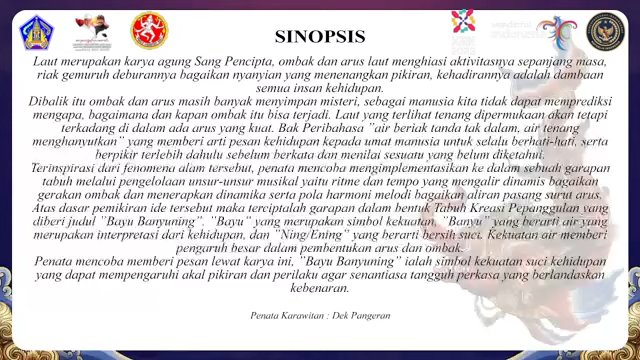 SINOPSIS
Laut merupakan karya agung Sang Pencipta, ombak dan arus laut menghiasi aktivitasnya sepanjang masa,
riak gemuruh deburannya bagaikan nyanyian yang menenangkan pikiran, kehadirannya adalah dambaan
semua insan kehidupan.
Dibalik itu ombak dan arus masih banyak menyimpan misteri, sebagai manusia kita tidak dapat memprediksi
mengapa, bagaimana dan kapan ombak itu bisa terjadi. Laut yang terlihat tenang dipermukaan akan tetapi
terkadang di dalam ada arus yang kuat. Bak Peribahasa "air beriak tanda tak dalam, air tenang
menghanyutkan" yang memberi arti pesan kehidupan kepada umat manusia untuk selalu berhati-hati, serta
berpikir terlebih dahulu sebelum berkata dan menilai sesuatu yang belum diketahui.
Terinspirasi dari fenomena alam tersebut, penata mencoba mengimplementasikan ke dalam sebuah garapan
tabuh melalui pengelolaan unsur-unsur musikal yaitu ritme dan tempo yang mengalir dinamis bagaikan
gerakan ombak dan menerapkan dinamika serta pola harmoni melodi bagaikan aliran pasang surut arus.
Atas dasar pemikiran ide tersebut maka terciptalah garapan dalam bentuk Tabuh Kreasi Pepanggulan yang
diberi judul "Bayu Banyuning". "Bayu" yang merupakan simbol kekuatan, "Banyu" yang berarti air yang
merupakan interpretasi dari kehidupan, dan "Ning/Ening" yang berarti bersih suci. Kekuatan air memberi
pengaruh besar dalam pembentukan arus dan ombak.
Penata mencoba memberi pesan lewat karya ini, "Bayu Banyuning" ialah simbol kekuatan suci kehidupan
yang dapat mempengaruhi akal pikiran dan perilaku agar senantiasa tangguh perkasa yang berlandaskan
kebenaran.
Penata Karawitan : Dek Pangeran